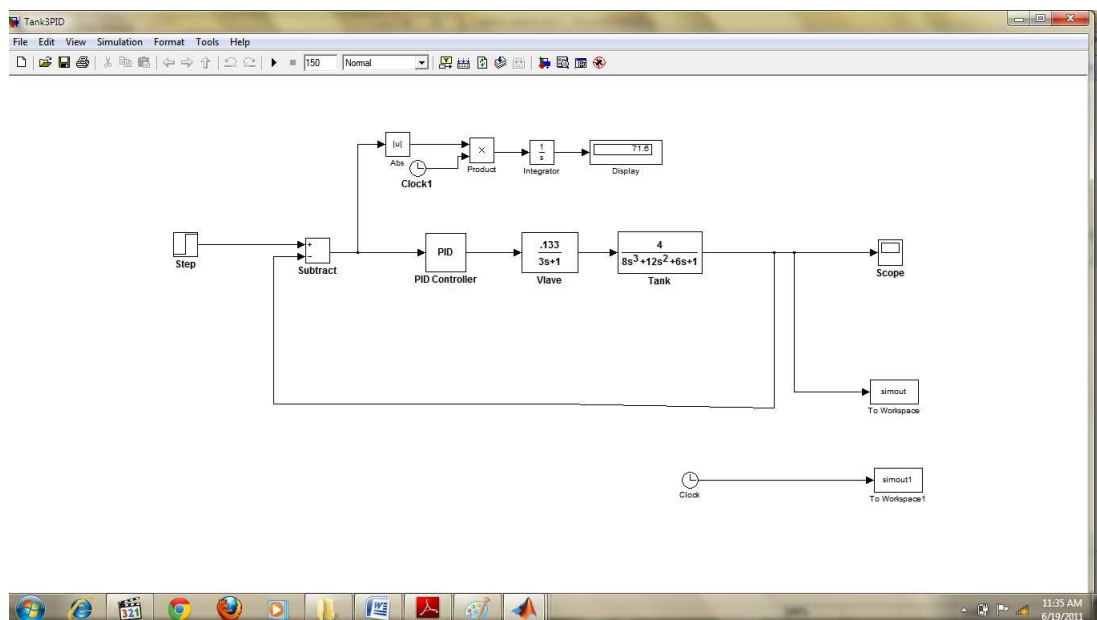 Tank3PID
File Edit View Simulation Format Tools Help
150 Normal
|u|
Abs
Clock1
×
Product
1
s
Integrator
71.6
Display
Step
+
−
Subtract
PID
PID Controller
.133
3s+1
Vlave
4
8s³+12s²+6s+1
Tank
Scope
simout
To Workspace
Clock
simout1
To Workspace1
321
11:35 AM
6/19/2011